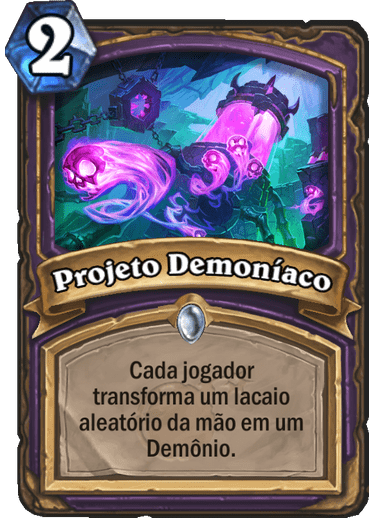 2
Projeto Demoníaco
Cada jogador
transforma um lacaio
aleatório da mão em um
Demônio.